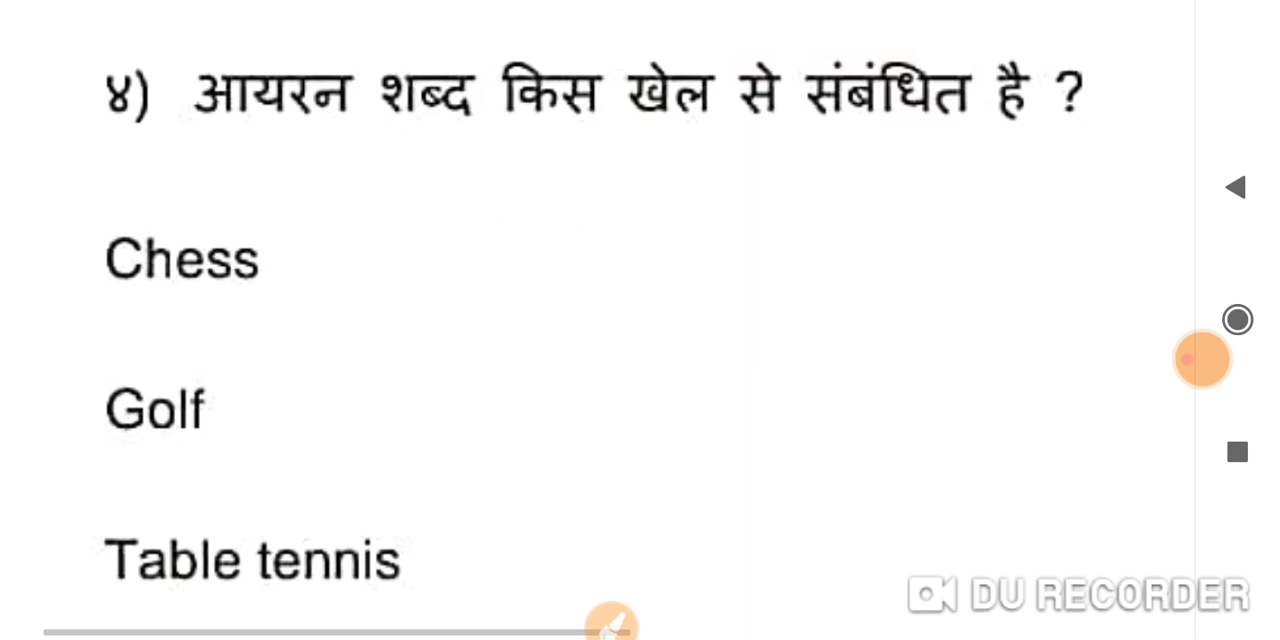 ४) आयरन शब्द किस खेल से संबंधित है ?
Chess
Golf
Table tennis
DU RECORDER